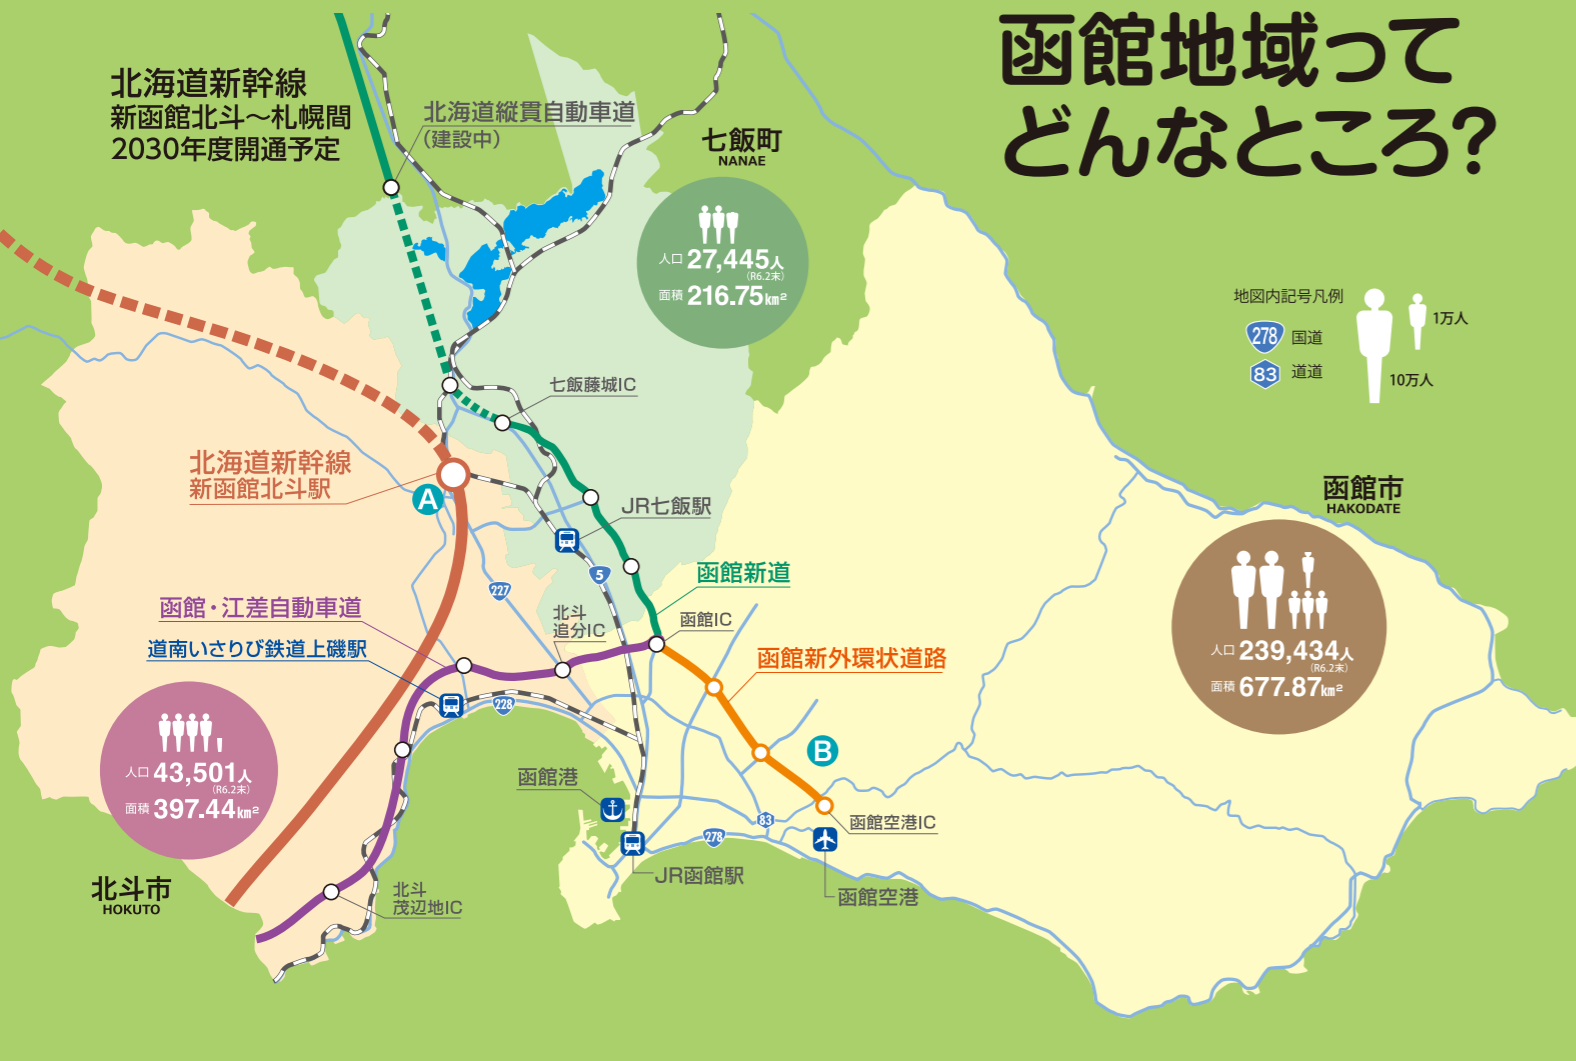 函館地域って
どんなところ?
北海道新幹線
新函館北斗～札幌間
2030年度開通予定
北海道縦貫自動車道
(建設中)
七飯町
NANAE
人口 27,445人
(R6.2末)
面積 216.75km²
地図内記号凡例
278 国道
83 道道
1万人
10万人
七飯藤城IC
北海道新幹線
新函館北斗駅
A
JR七飯駅
函館市
HAKODATE
人口 239,434人
(R6.2末)
面積 677.87km²
5
227
函館新道
函館・江差自動車道
北斗
追分IC
函館IC
道南いさりび鉄道上磯駅
函館新外環状道路
228
B
人口 43,501人
(R6.2末)
面積 397.44km²
函館港
83
278
函館空港IC
JR函館駅
函館空港
北斗市
HOKUTO
北斗
茂辺地IC